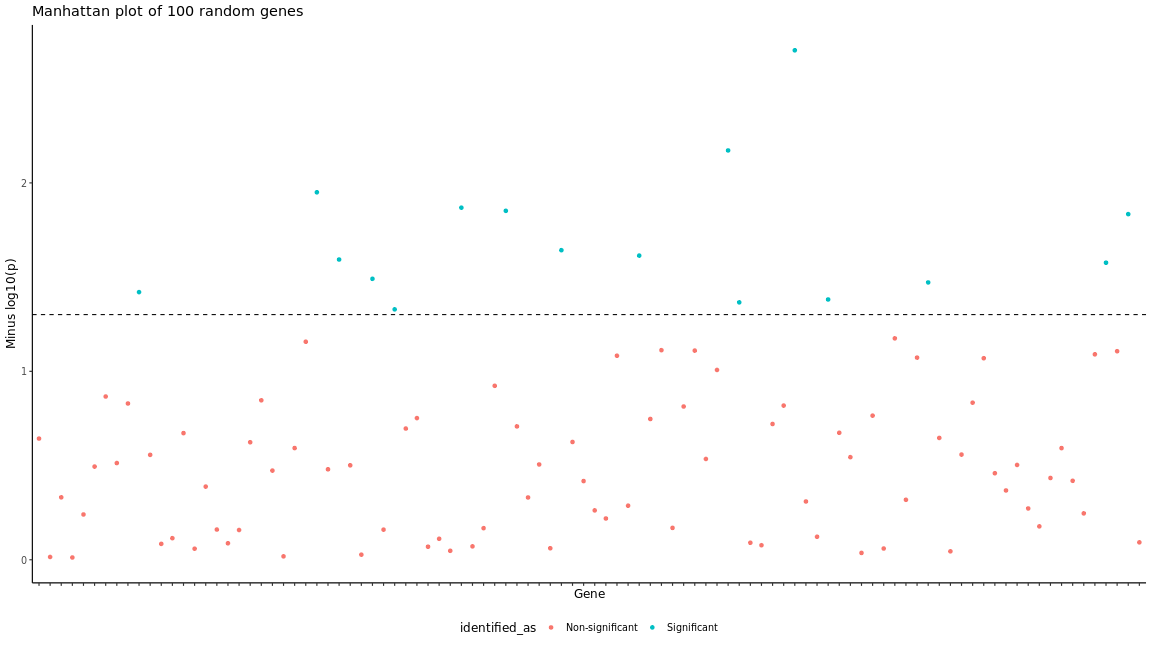 Manhattan plot of 100 random genes
Minus log10(p)
2
1
0
Gene
identified_as Non-significant Significant